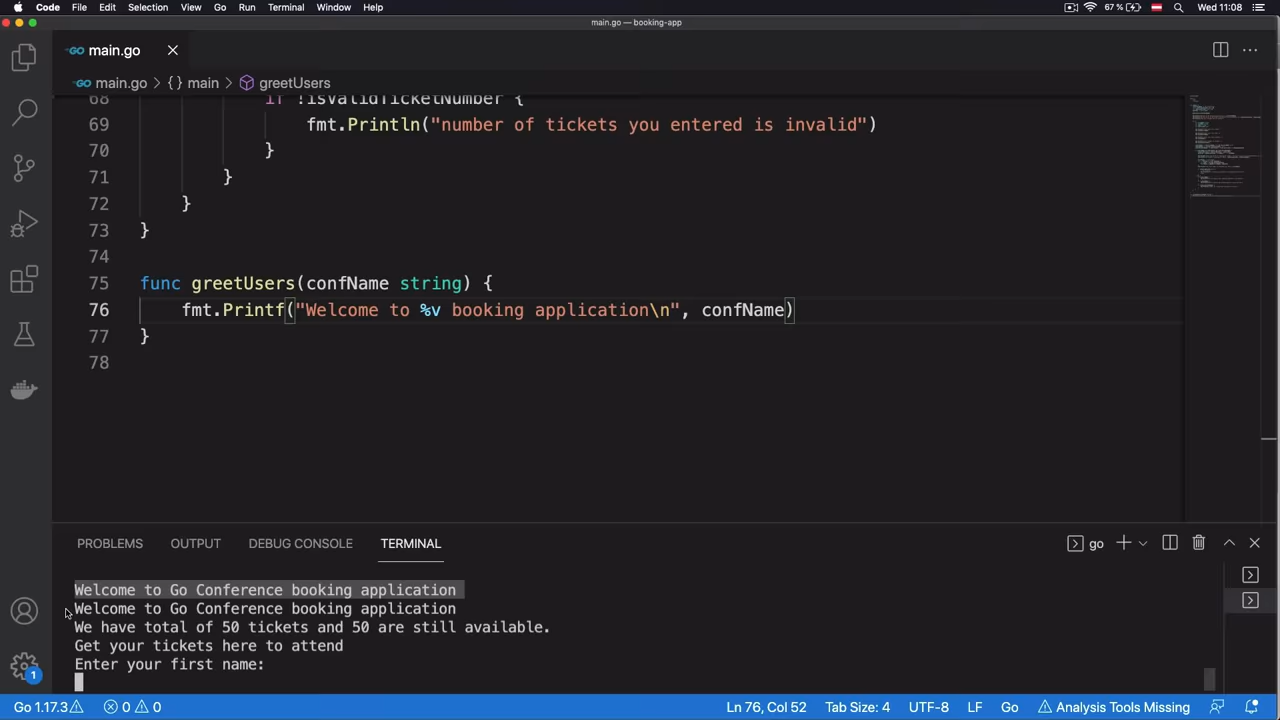 Code File Edit Selection View Go Run Terminal Window Help 67 % Wed 11:08
main.go — booking-app
main.go
main.go > { } main > greetUsers
68 if !isValidTicketNumber {
69 fmt.Println("number of tickets you entered is invalid")
70 }
71 }
72 }
73 }
74
75 func greetUsers(confName string) {
76 fmt.Printf("Welcome to %v booking application\n", confName)
77 }
78
PROBLEMS OUTPUT DEBUG CONSOLE TERMINAL go
Welcome to Go Conference booking application
Welcome to Go Conference booking application
We have total of 50 tickets and 50 are still available.
Get your tickets here to attend
Enter your first name:
1
Go 1.17.3 0 0 Ln 76, Col 52 Tab Size: 4 UTF-8 LF Go Analysis Tools Missing